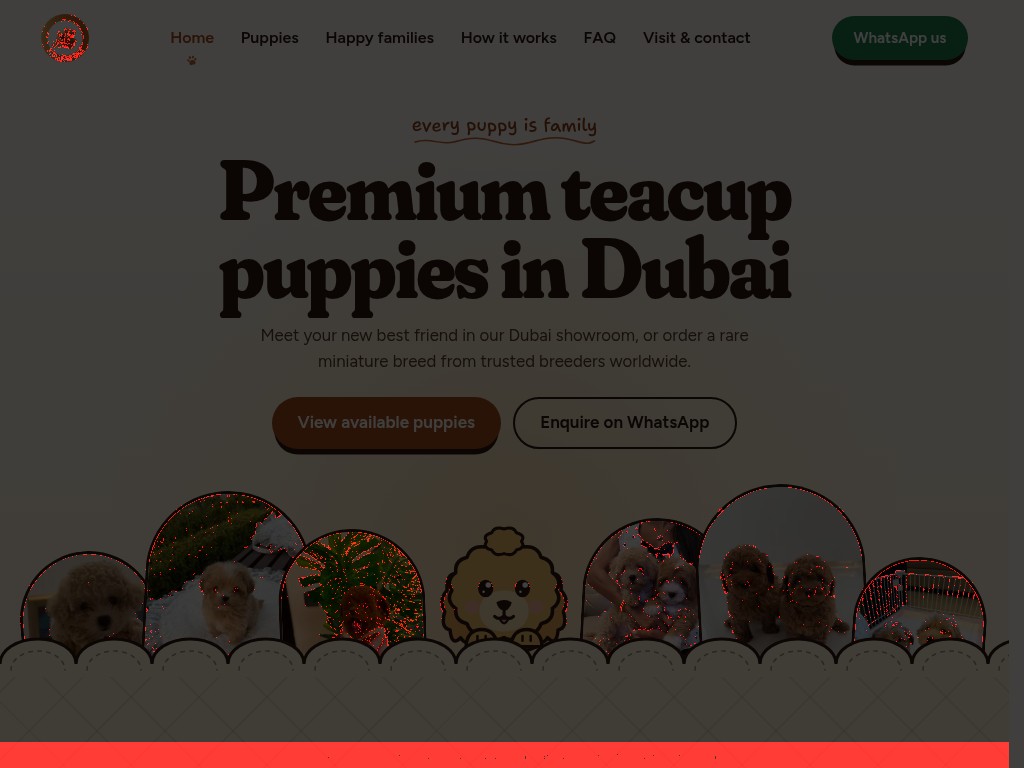 Home Puppies Happy families How it works FAQ Visit & contact WhatsApp us
every puppy is family
Premium teacup
puppies in Dubai
Meet your new best friend in our Dubai showroom, or order a rare
miniature breed from trusted breeders worldwide.
View available puppies Enquire on WhatsApp